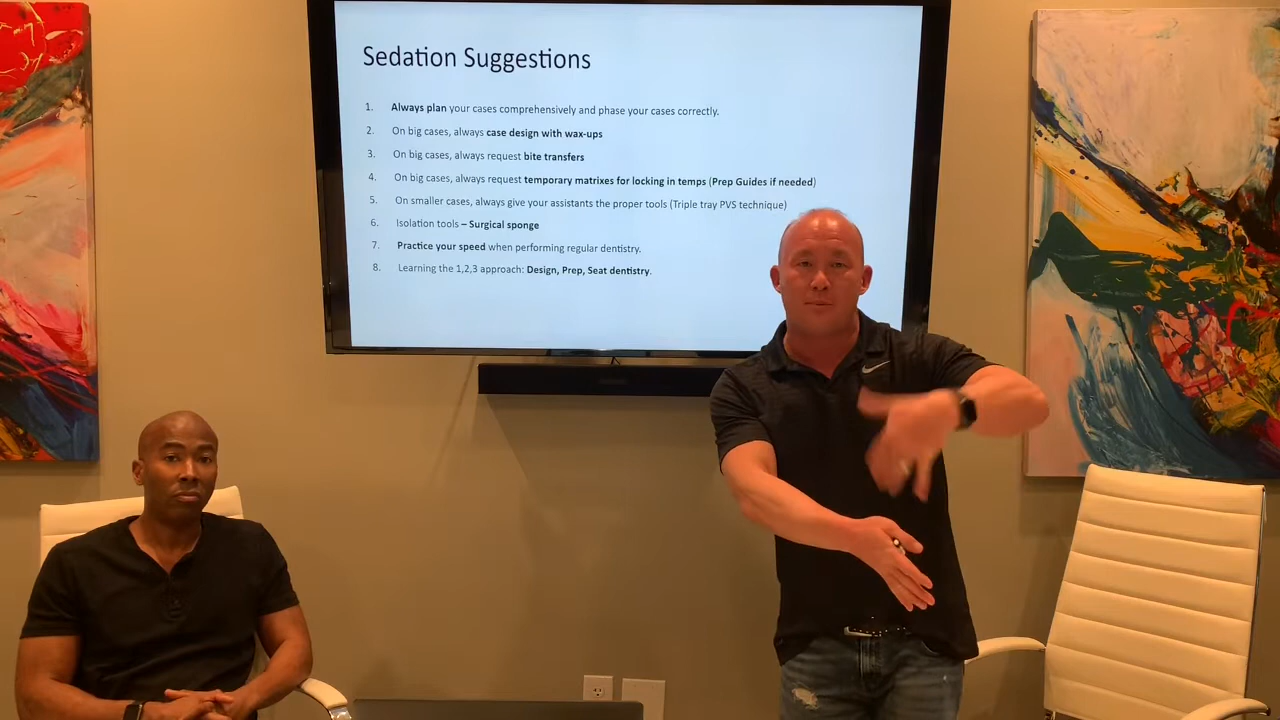 Sedation Suggestions
1. Always plan your cases comprehensively and phase your cases correctly.
2. On big cases, always case design with wax-ups
3. On big cases, always request bite transfers
4. On big cases, always request temporary matrixes for locking in temps (Prep Guides if needed)
5. On smaller cases, always give your assistants the proper tools (Triple tray PVS technique)
6. Isolation tools – Surgical sponge
7. Practice your speed when performing regular dentistry.
8. Learning the 1,2,3 approach: Design, Prep, Seat dentistry.